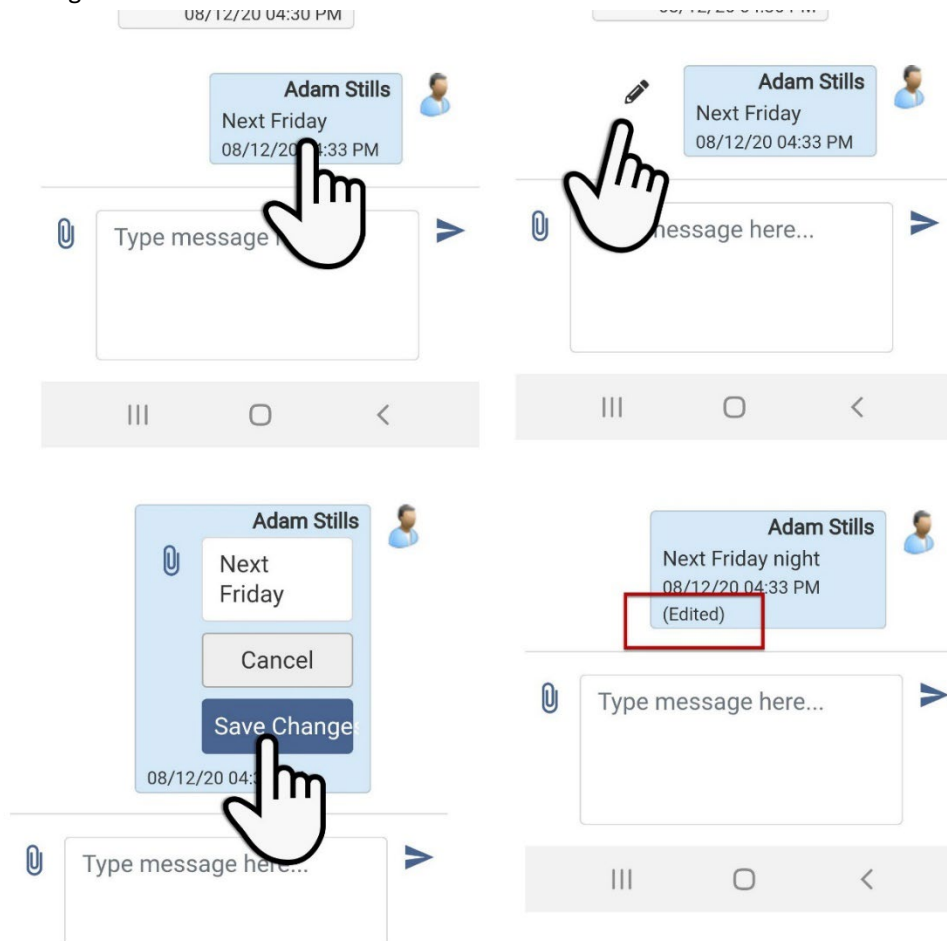 08/12/20 04:30 PM
Adam Stills
Next Friday
08/12/20 4:33 PM
Type message
Adam Stills
Next Friday
08/12/20 04:33 PM
message here...
Adam Stills
Next
Friday
Cancel
Save Changes
08/12/20 04:
Type message here...
Adam Stills
Next Friday night
08/12/20 04:33 PM
(Edited)
Type message here...